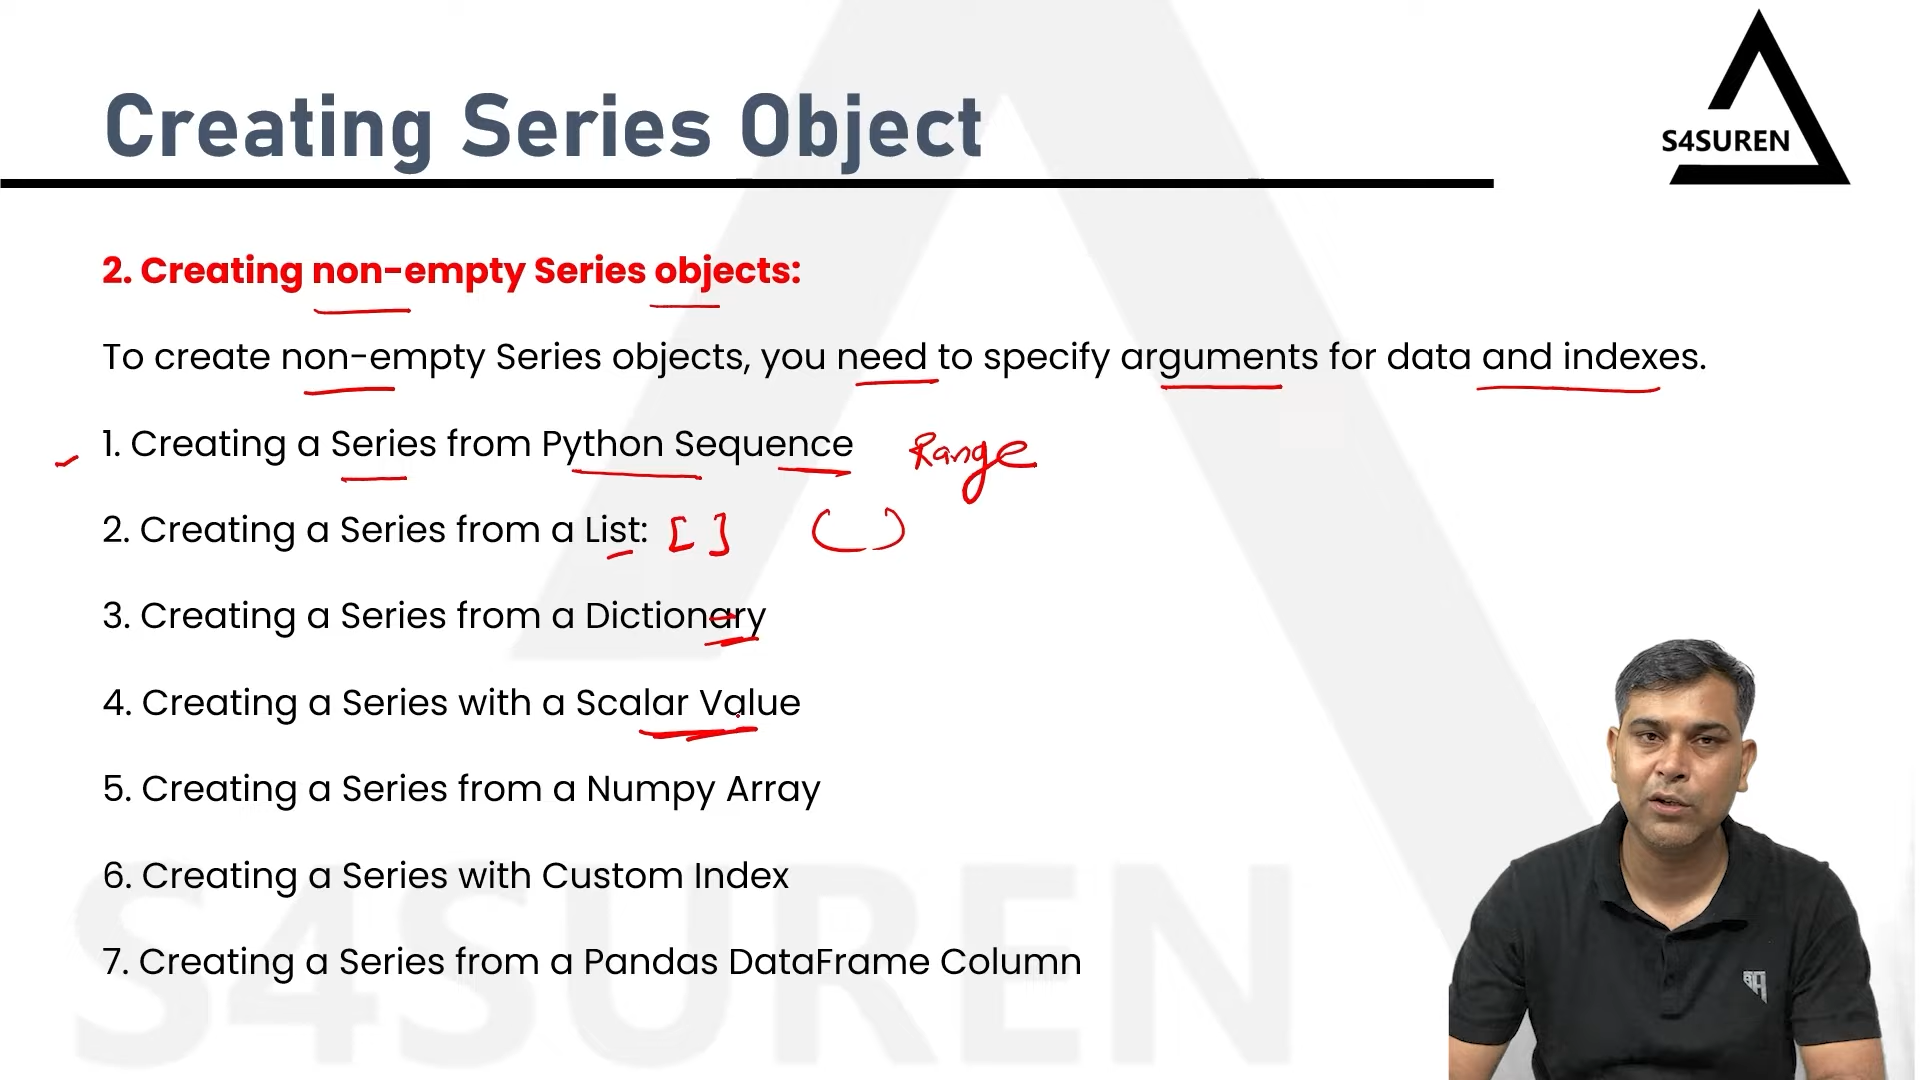 Creating Series Object
S4SUREN
2. Creating non-empty Series objects:
To create non-empty Series objects, you need to specify arguments for data and indexes.
1. Creating a Series from Python Sequence Range
2. Creating a Series from a List: [ ] ( )
3. Creating a Series from a Dictionary
4. Creating a Series with a Scalar Value
5. Creating a Series from a Numpy Array
6. Creating a Series with Custom Index
7. Creating a Series from a Pandas DataFrame Column
S4SUREN